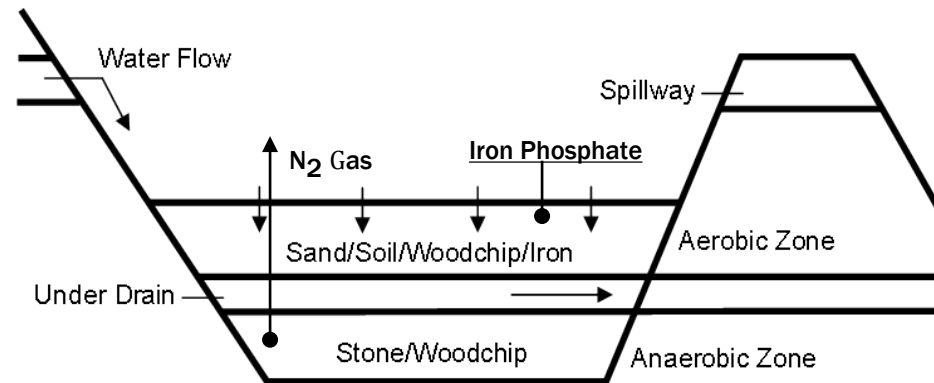 Water Flow
Spillway
N2 Gas
Iron Phosphate
Sand/Soil/Woodchip/Iron
Aerobic Zone
Under Drain
Stone/Woodchip
Anaerobic Zone